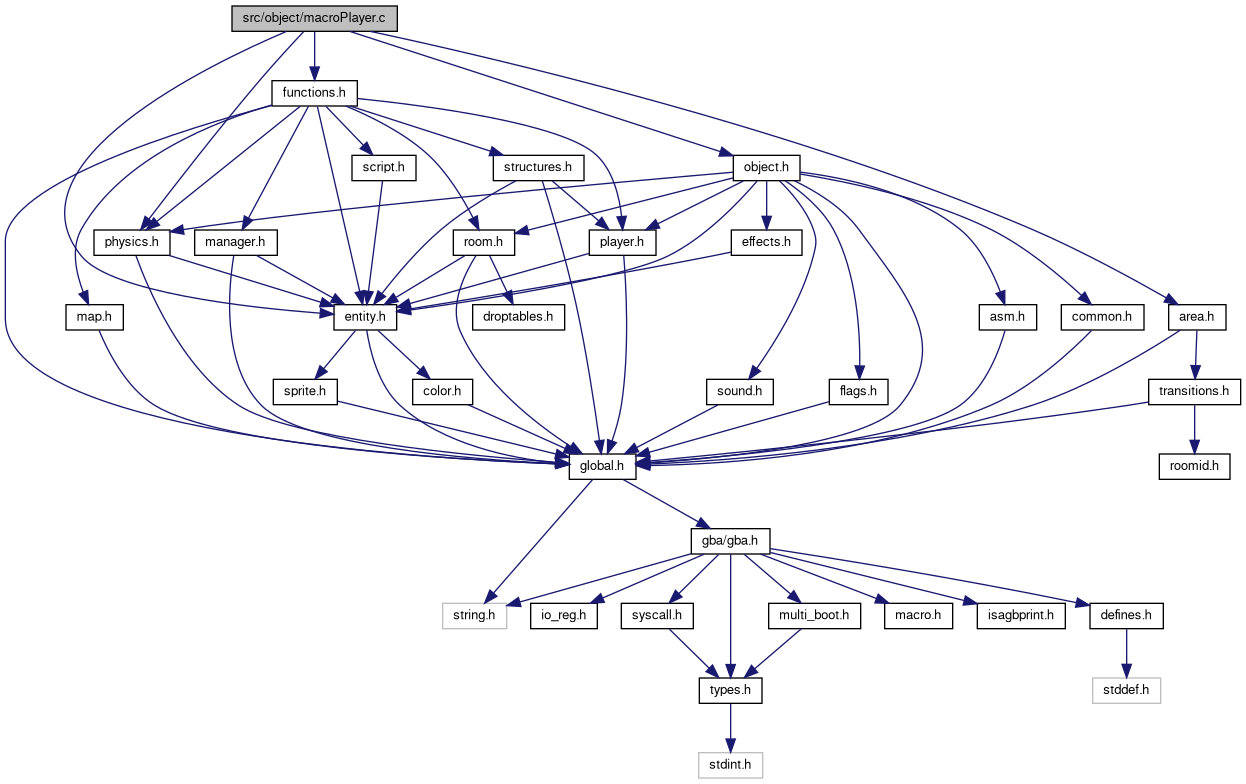 src/object/macroPlayer.c
functions.h
script.h
structures.h
object.h
physics.h
manager.h
room.h
player.h
effects.h
map.h
entity.h
droptables.h
asm.h
common.h
area.h
sprite.h
color.h
sound.h
flags.h
transitions.h
global.h
roomid.h
gba/gba.h
string.h
io_reg.h
syscall.h
multi_boot.h
macro.h
isagbprint.h
defines.h
types.h
stddef.h
stdint.h